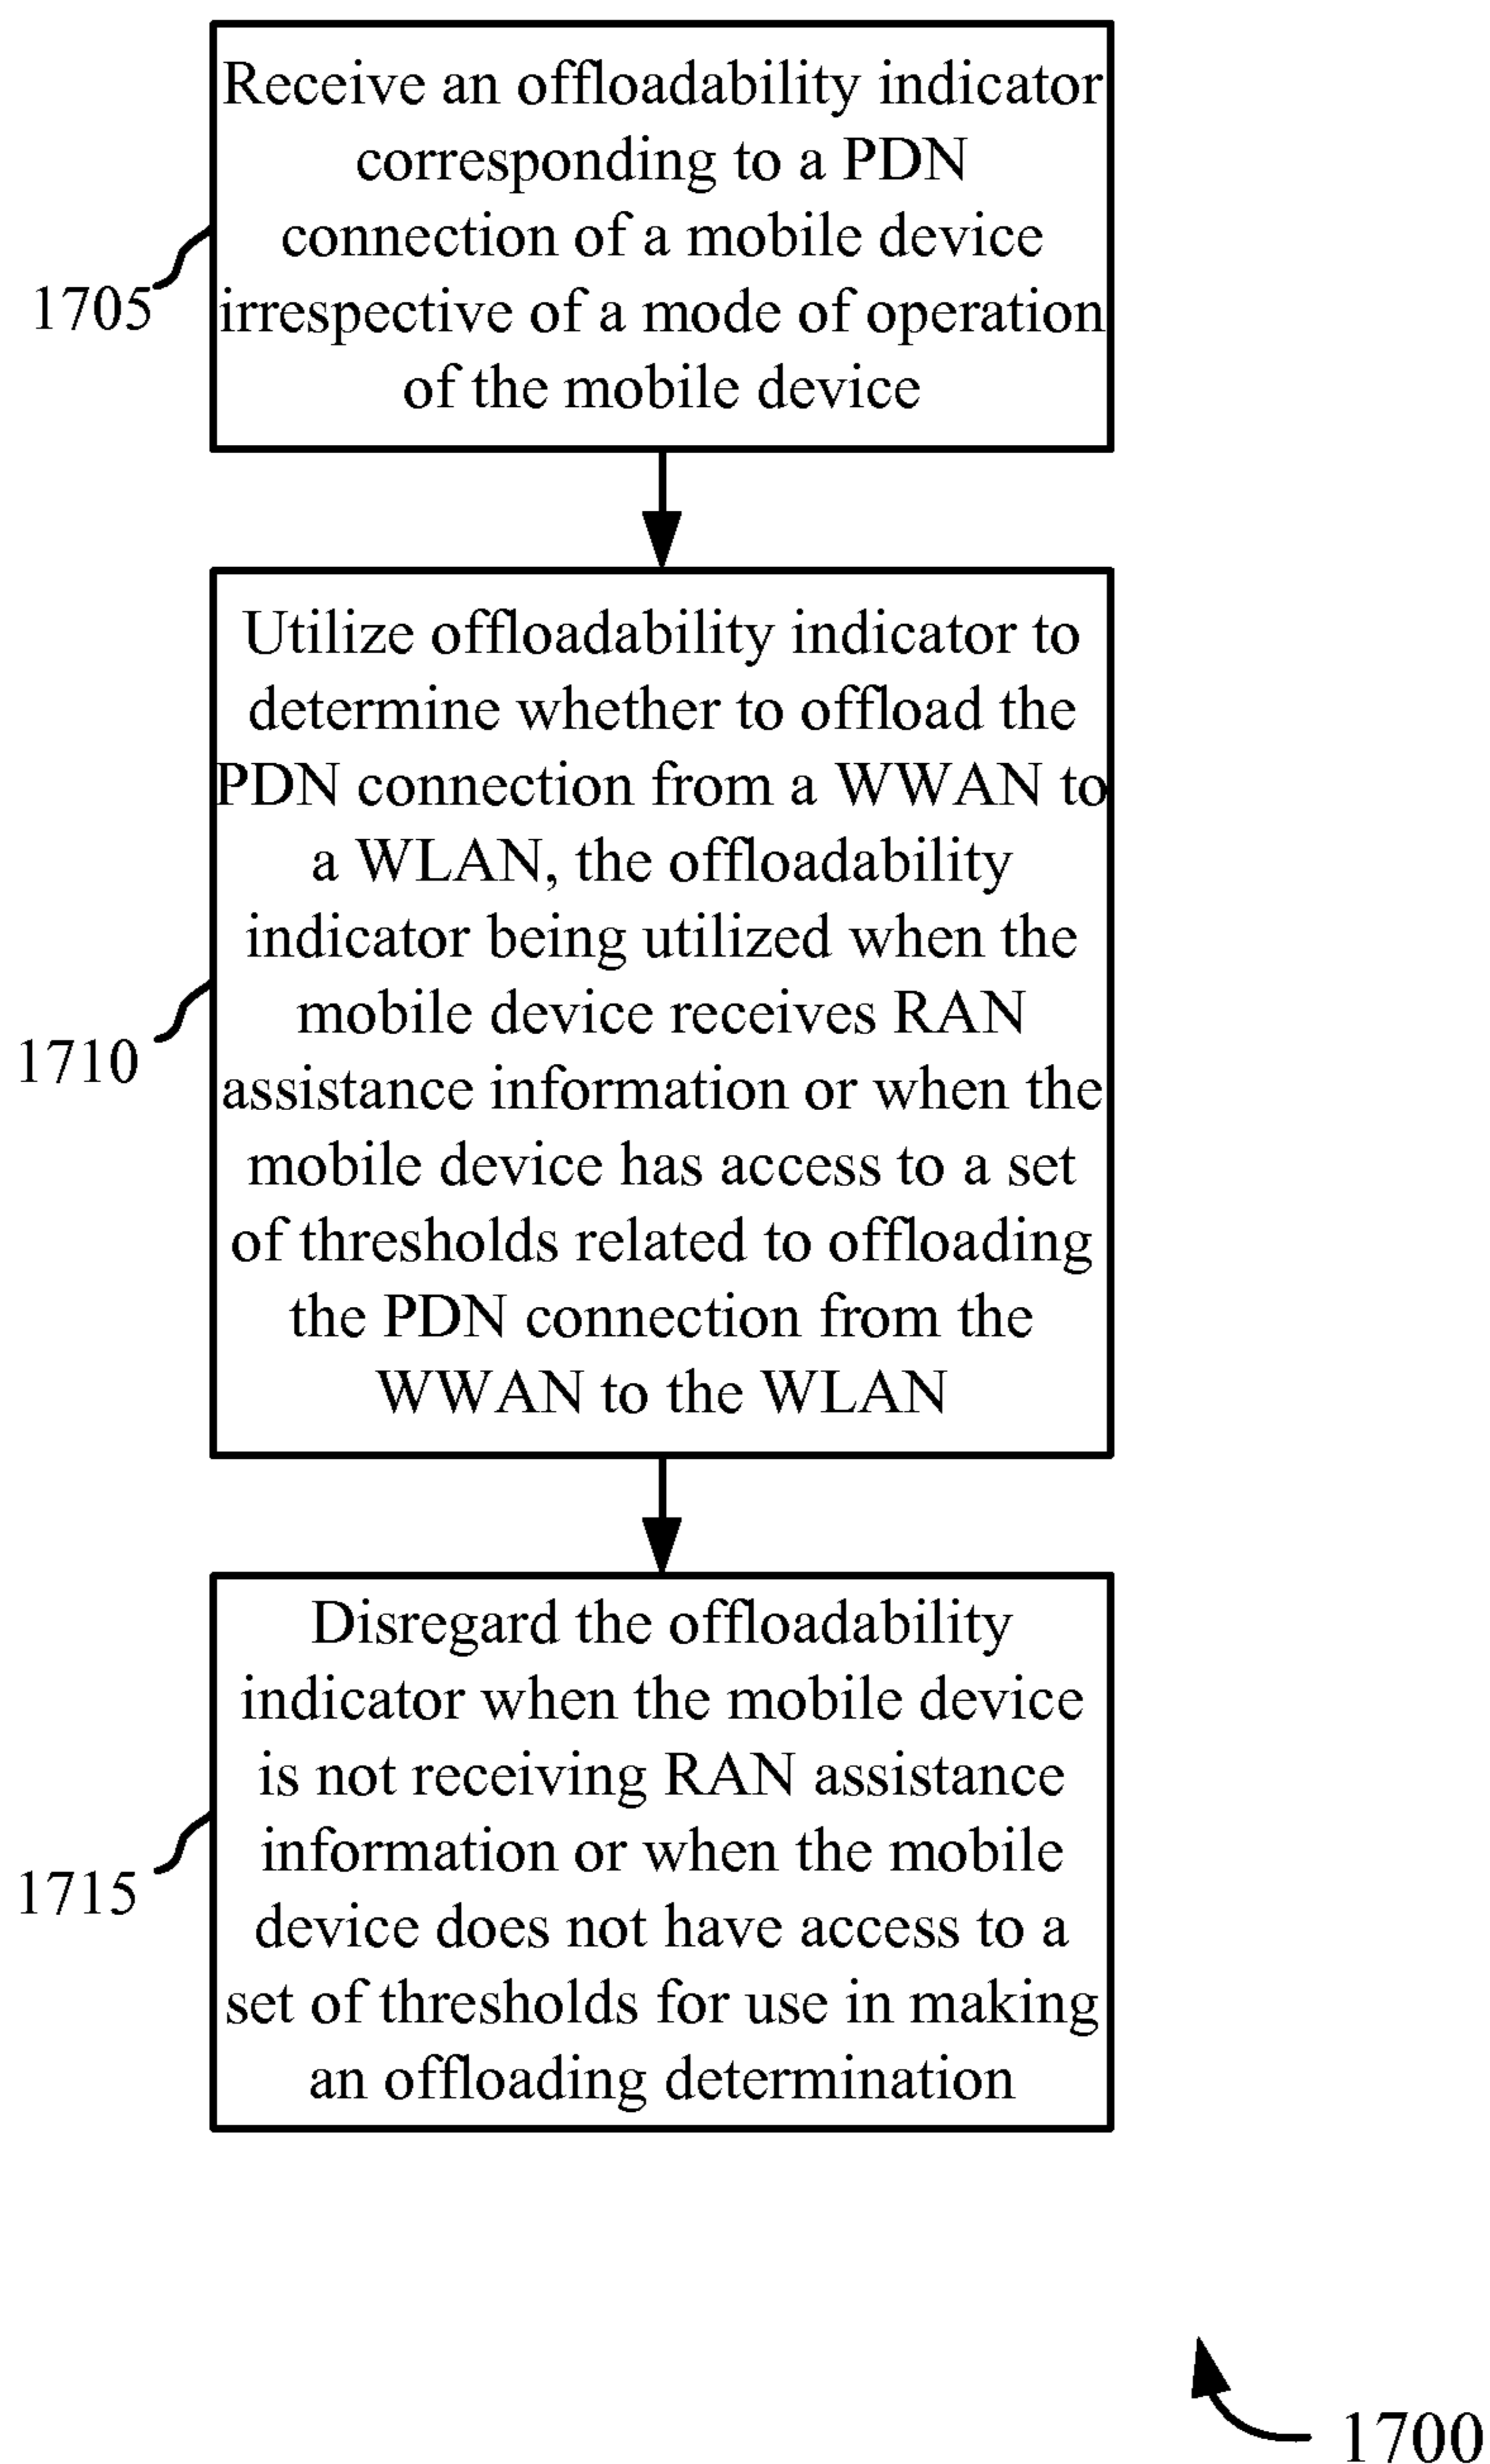 Receive an offloadability indicator
corresponding to a PDN
connection of a mobile device
irrespective of a mode of operation
of the mobile device
1705
Utilize offloadability indicator to
determine whether to offload the
PDN connection from a WWAN to
a WLAN, the offloadability
indicator being utilized when the
mobile device receives RAN
assistance information or when the
mobile device has access to a set
of thresholds related to offloading
the PDN connection from the
WWAN to the WLAN
1710
Disregard the offloadability
indicator when the mobile device
is not receiving RAN assistance
information or when the mobile
device does not have access to a
set of thresholds for use in making
an offloading determination
1715
1700